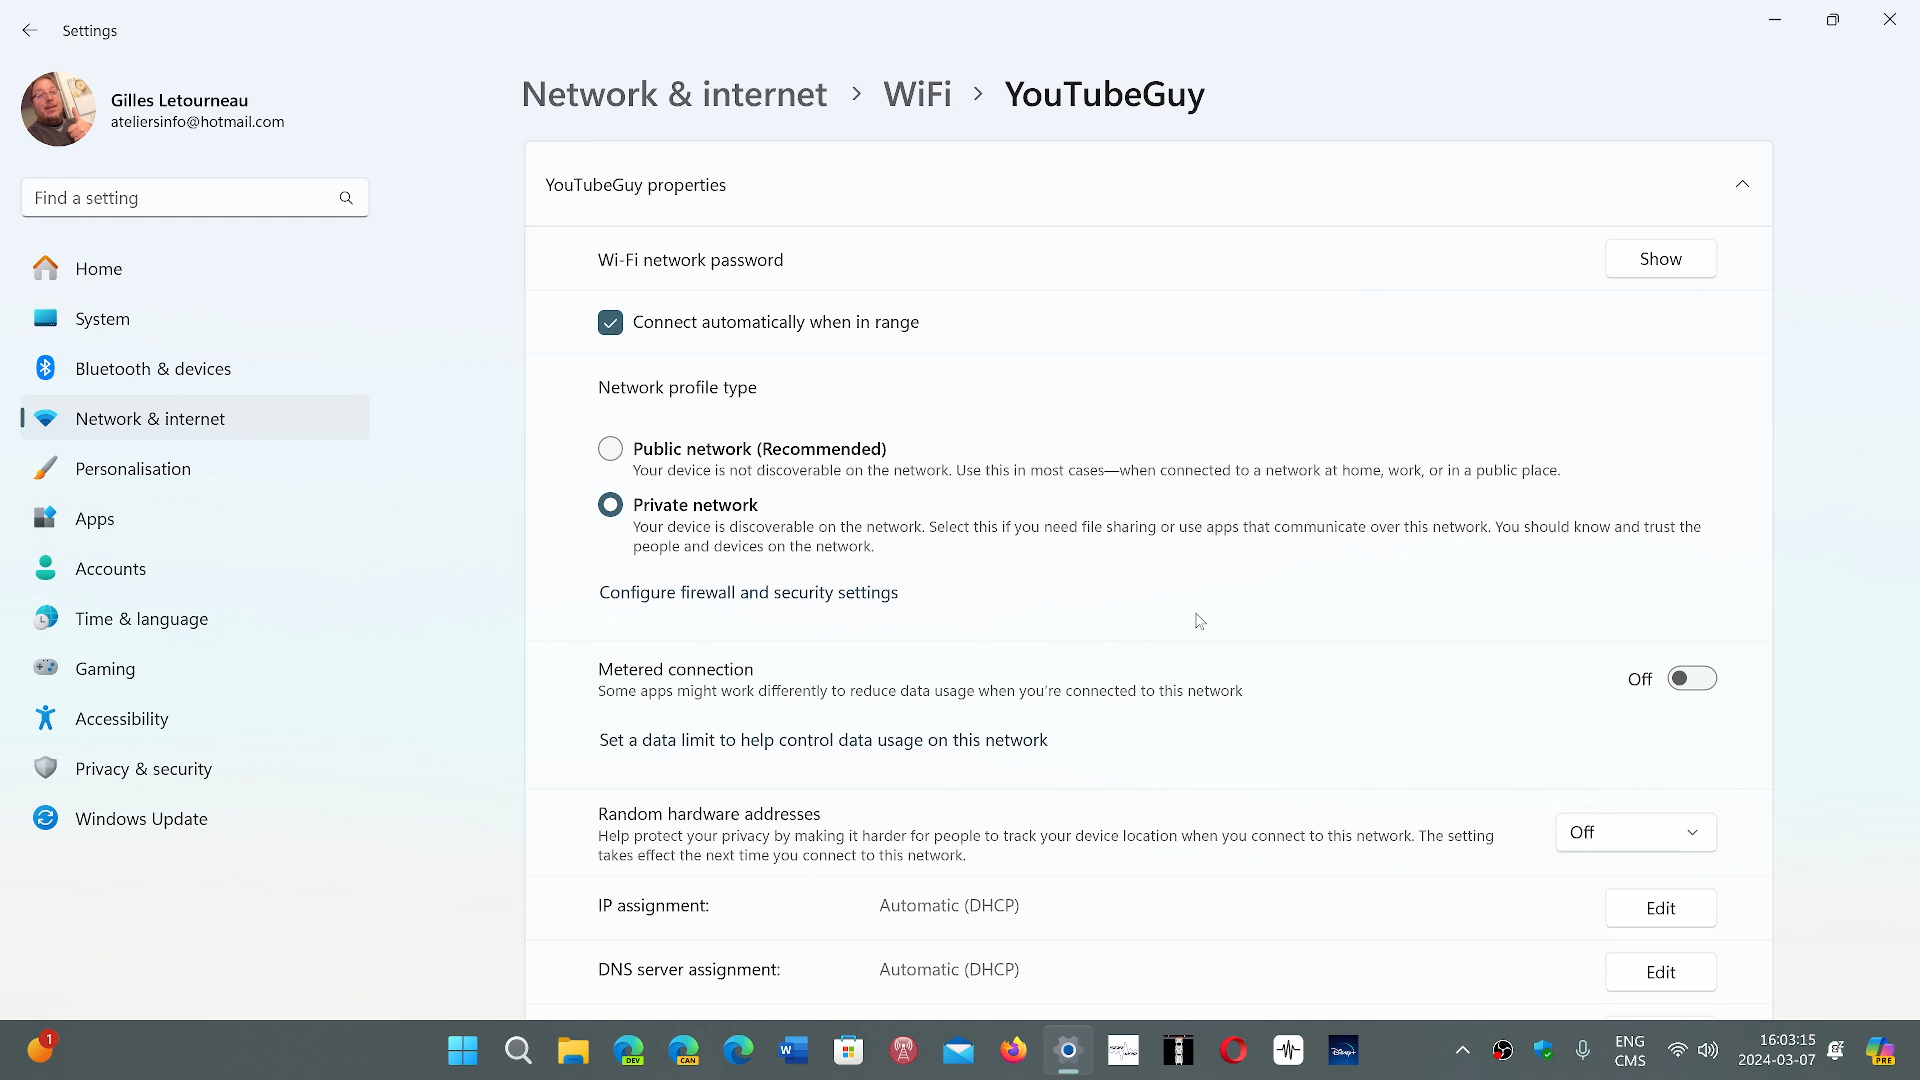 Settings
Gilles Letourneau
ateliersinfo@hotmail.com
Find a setting
Home
System
Bluetooth & devices
Network & internet
Personalisation
Apps
Accounts
Time & language
Gaming
Accessibility
Privacy & security
Windows Update
Network & internet > WiFi > YouTubeGuy
YouTubeGuy properties
Wi-Fi network password
Show
Connect automatically when in range
Network profile type
Public network (Recommended)
Your device is not discoverable on the network. Use this in most cases—when connected to a network at home, work, or in a public place.
Private network
Your device is discoverable on the network. Select this if you need file sharing or use apps that communicate over this network. You should know and trust the
people and devices on the network.
Configure firewall and security settings
Metered connection
Off
Some apps might work differently to reduce data usage when you're connected to this network
Set a data limit to help control data usage on this network
Random hardware addresses
Help protect your privacy by making it harder for people to track your device location when you connect to this network. The setting
takes effect the next time you connect to this network.
Off
IP assignment: Automatic (DHCP)
Edit
DNS server assignment: Automatic (DHCP)
Edit
1
DEV
CAN
W
Disney+
ENG
CMS
16:03:15
2024-03-07
PRE